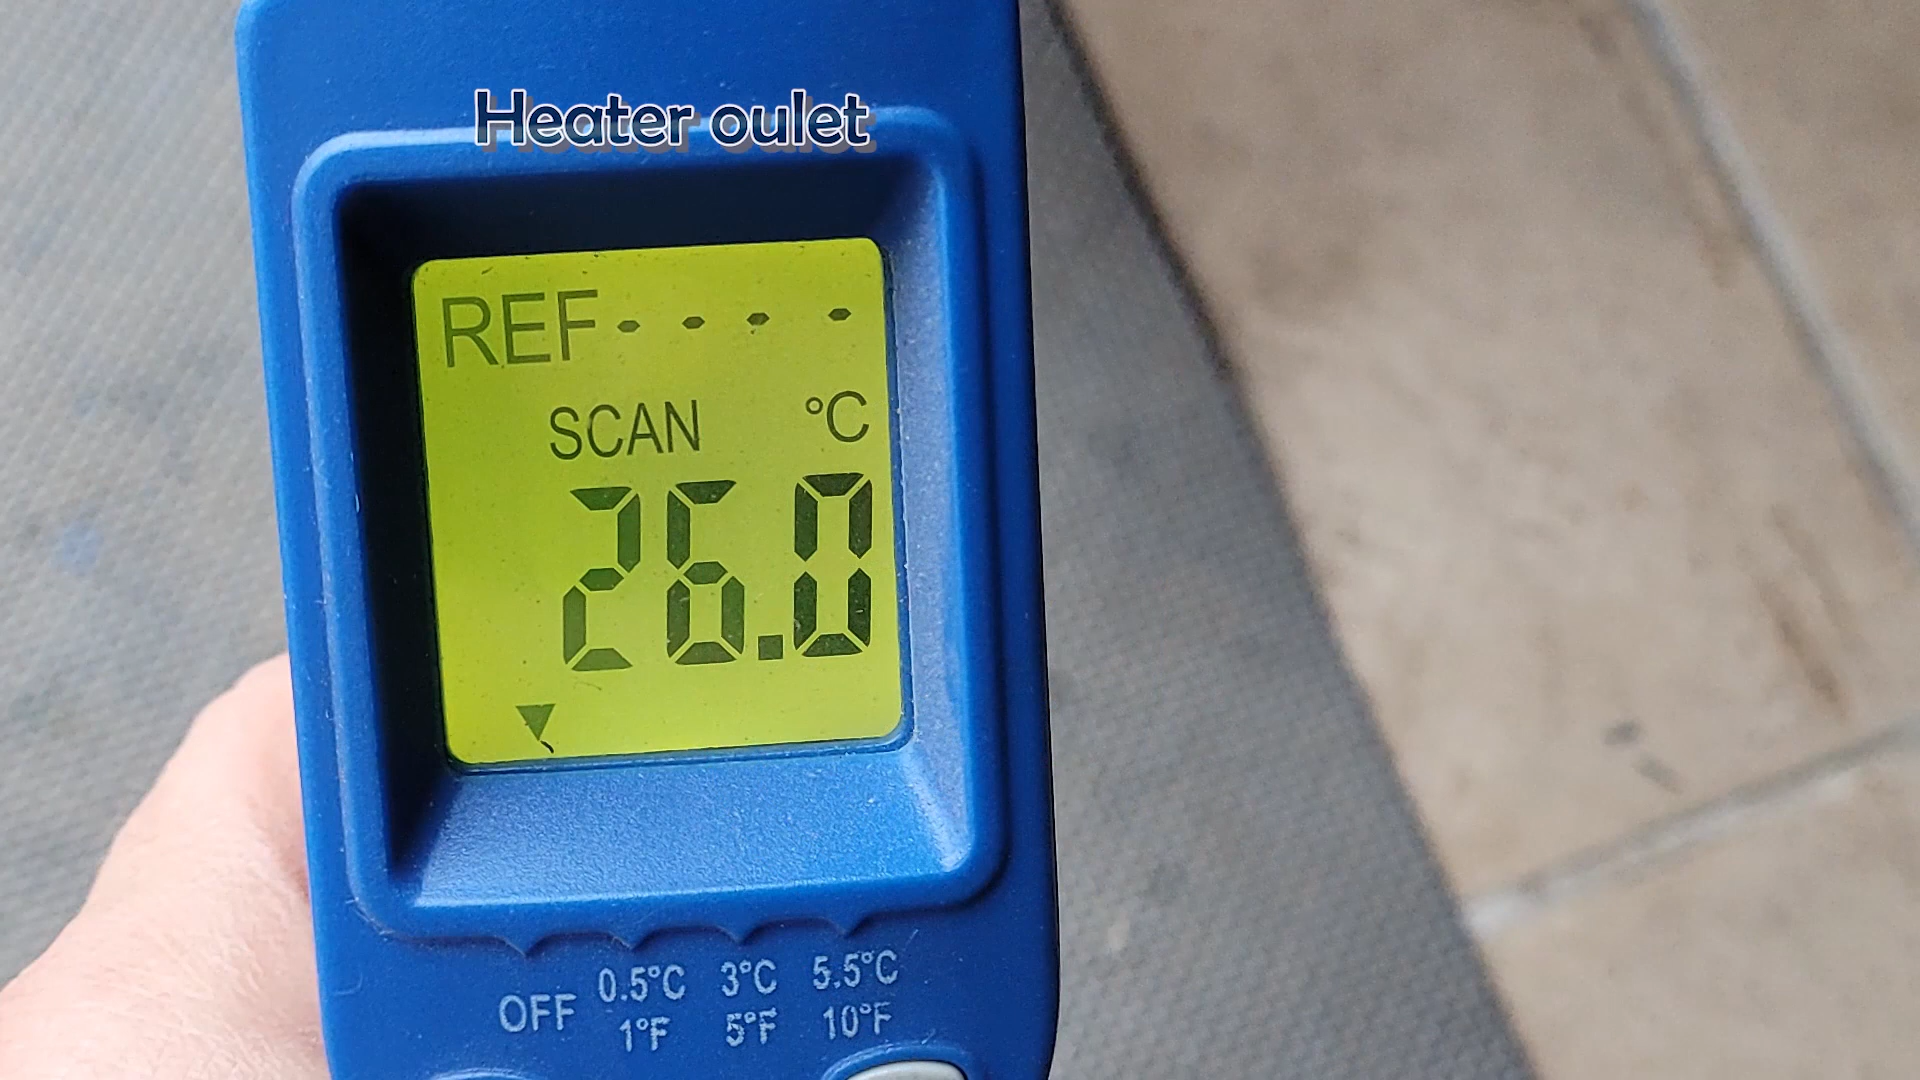 Heater oulet
REF - - - -
SCAN °C
26.0
OFF 0.5°C 3°C 5.5°C
1°F 5°F 10°F